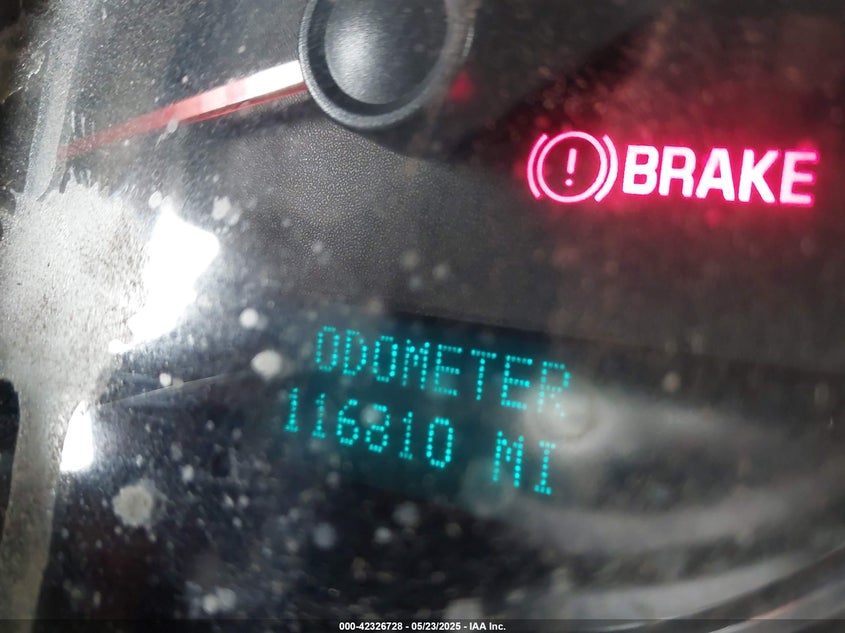 (!) BRAKE
ODOMETER
116810 MI
000-42326728 - 05/23/2025 - IAA Inc.